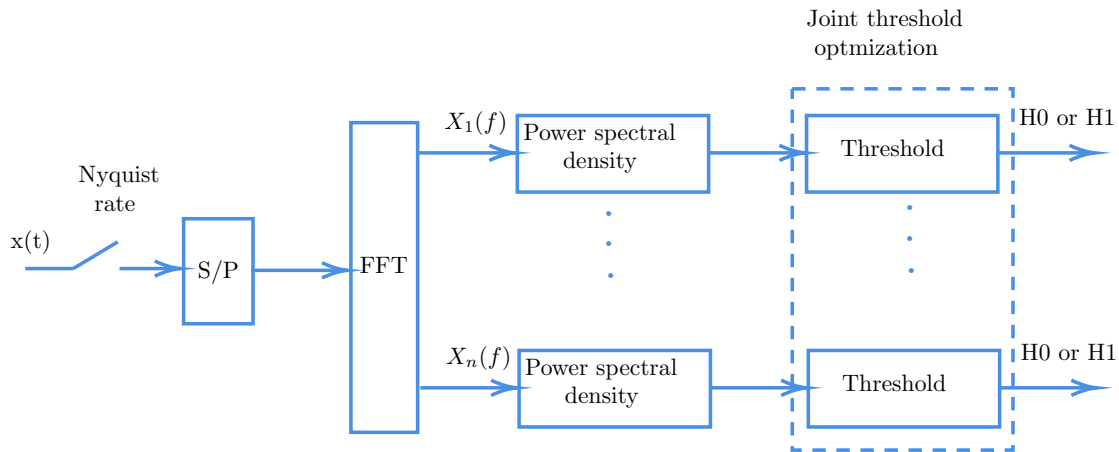 Joint threshold
optmization
Nyquist
rate
x(t)
S/P
FFT
X₁(f)
Power spectral
density
Threshold
H0 or H1
Xₙ(f)
Power spectral
density
Threshold
H0 or H1